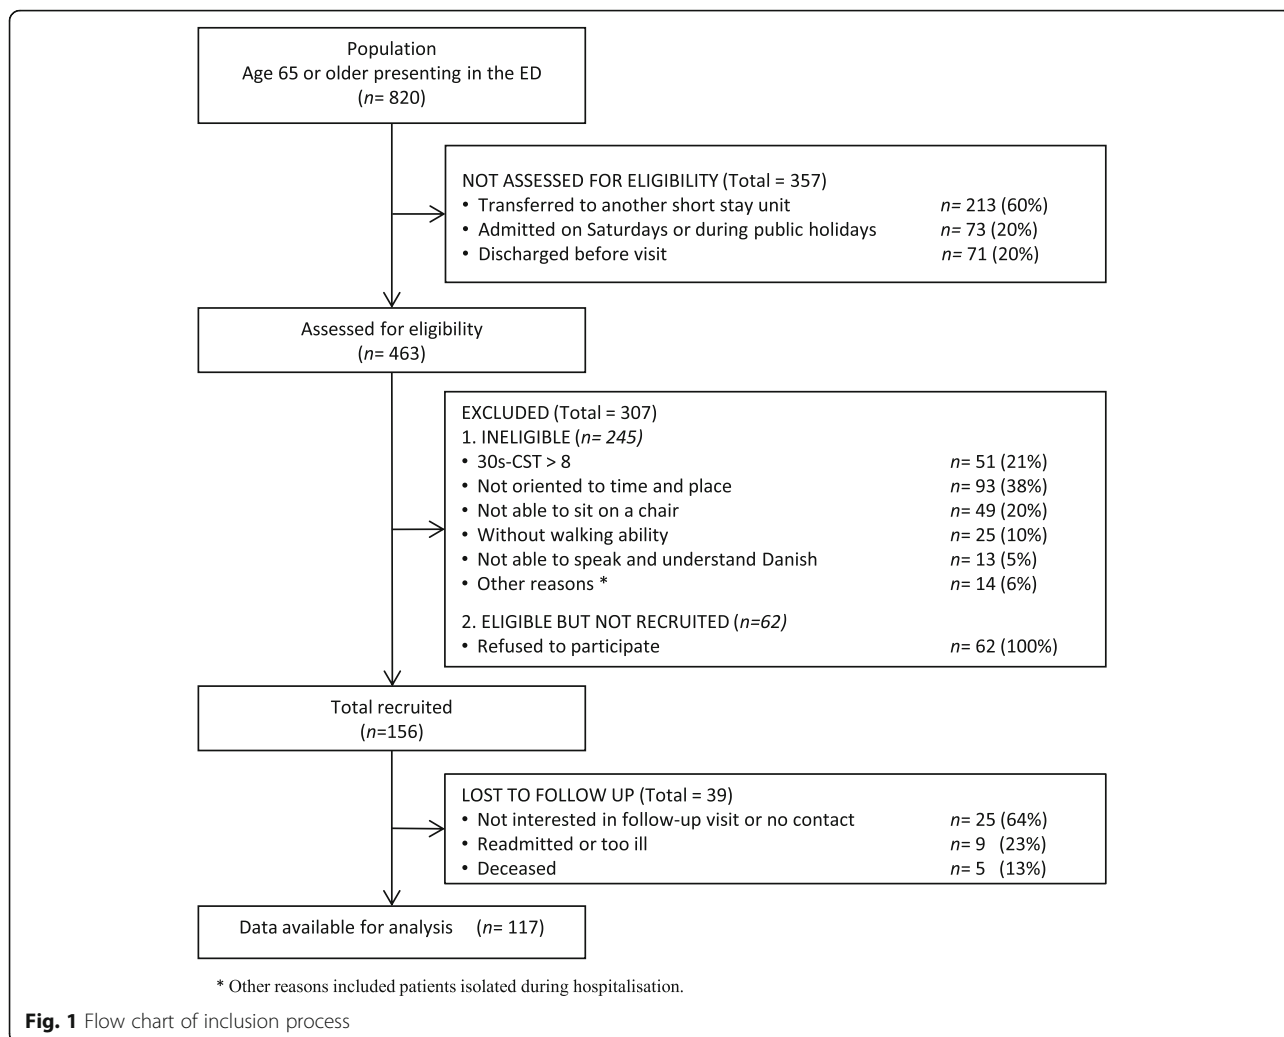 Population
Age 65 or older presenting in the ED
(n= 820)
NOT ASSESSED FOR ELIGIBILITY (Total = 357)
• Transferred to another short stay unit n= 213 (60%)
• Admitted on Saturdays or during public holidays n= 73 (20%)
• Discharged before visit n= 71 (20%)
Assessed for eligibility
(n= 463)
EXCLUDED (Total = 307)
1. INELIGIBLE (n= 245)
• 30s-CST > 8 n= 51 (21%)
• Not oriented to time and place n= 93 (38%)
• Not able to sit on a chair n= 49 (20%)
• Without walking ability n= 25 (10%)
• Not able to speak and understand Danish n= 13 (5%)
• Other reasons * n= 14 (6%)
2. ELIGIBLE BUT NOT RECRUITED (n=62)
• Refused to participate n= 62 (100%)
Total recruited
(n=156)
LOST TO FOLLOW UP (Total = 39)
• Not interested in follow-up visit or no contact n= 25 (64%)
• Readmitted or too ill n= 9 (23%)
• Deceased n= 5 (13%)
Data available for analysis (n= 117)
* Other reasons included patients isolated during hospitalisation.
Fig. 1 Flow chart of inclusion process